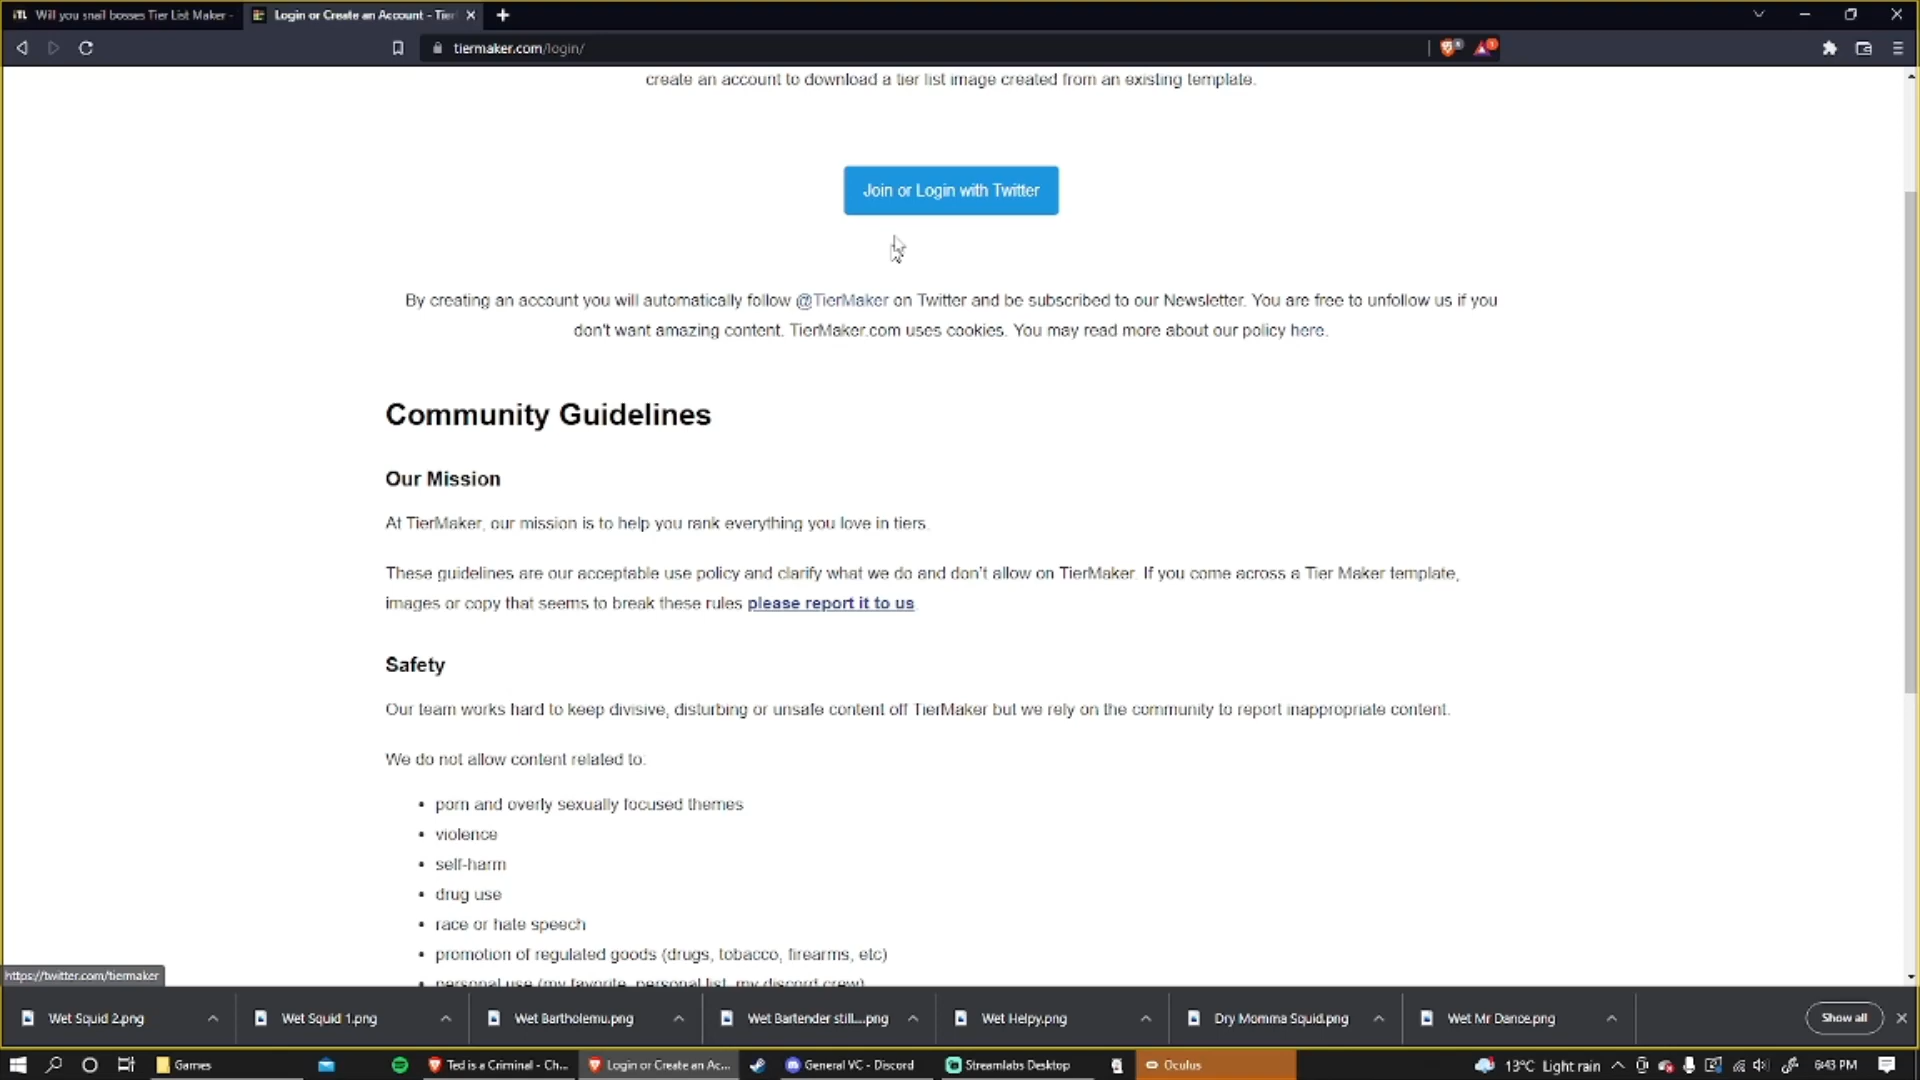 Will you snail bosses Tier List Maker -
Login or Create an Account - Tier
tiermaker.com/login/
create an account to download a tier list image created from an existing template.
Join or Login with Twitter
By creating an account you will automatically follow @TierMaker on Twitter and be subscribed to our Newsletter. You are free to unfollow us if you
don't want amazing content. TierMaker.com uses cookies. You may read more about our policy here.
Community Guidelines
Our Mission
At TierMaker, our mission is to help you rank everything you love in tiers.
These guidelines are our acceptable use policy and clarify what we do and don't allow on TierMaker. If you come across a Tier Maker template,
images or copy that seems to break these rules please report it to us
Safety
Our team works hard to keep divisive, disturbing or unsafe content off TierMaker but we rely on the community to report inappropriate content.
We do not allow content related to:
• porn and overly sexually focused themes
• violence
• self-harm
• drug use
• race or hate speech
• promotion of regulated goods (drugs, tobacco, firearms, etc)
• personal use (my favorite, personal list, my discord crew)
https://twitter.com/tiermaker
Wet Squid 2.png
Wet Squid 1.png
Wet Bartholemu.png
Wet Bartender still....png
Wet Helpy.png
Dry Momma Squid.png
Wet Mr Dance.png
Show all
Games
Ted is a Criminal - Ch...
Login or Create an Ac...
General VC - Discord
Streamlabs Desktop
Oculus
13°C Light rain
6:43 PM